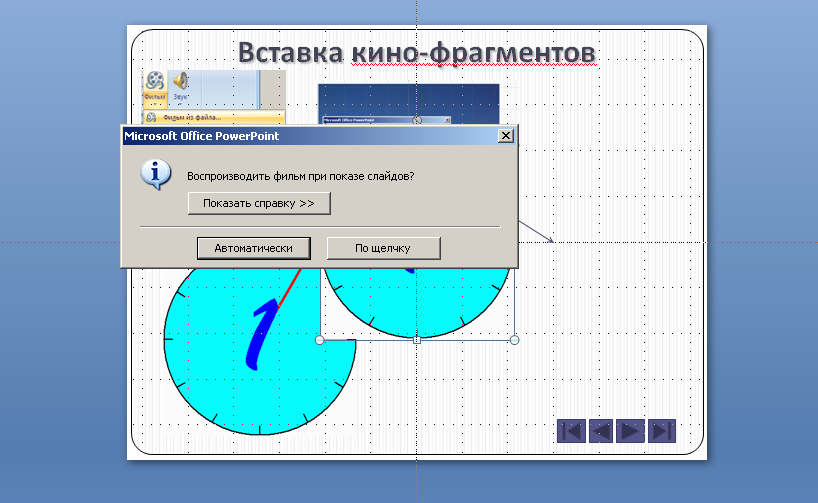 Вставка кино-фрагментов
Фильм Звук
Фильм из файла...
Microsoft Office PowerPoint
Воспроизводить фильм при показе слайдов?
Показать справку >>
Автоматически По щелчку
1